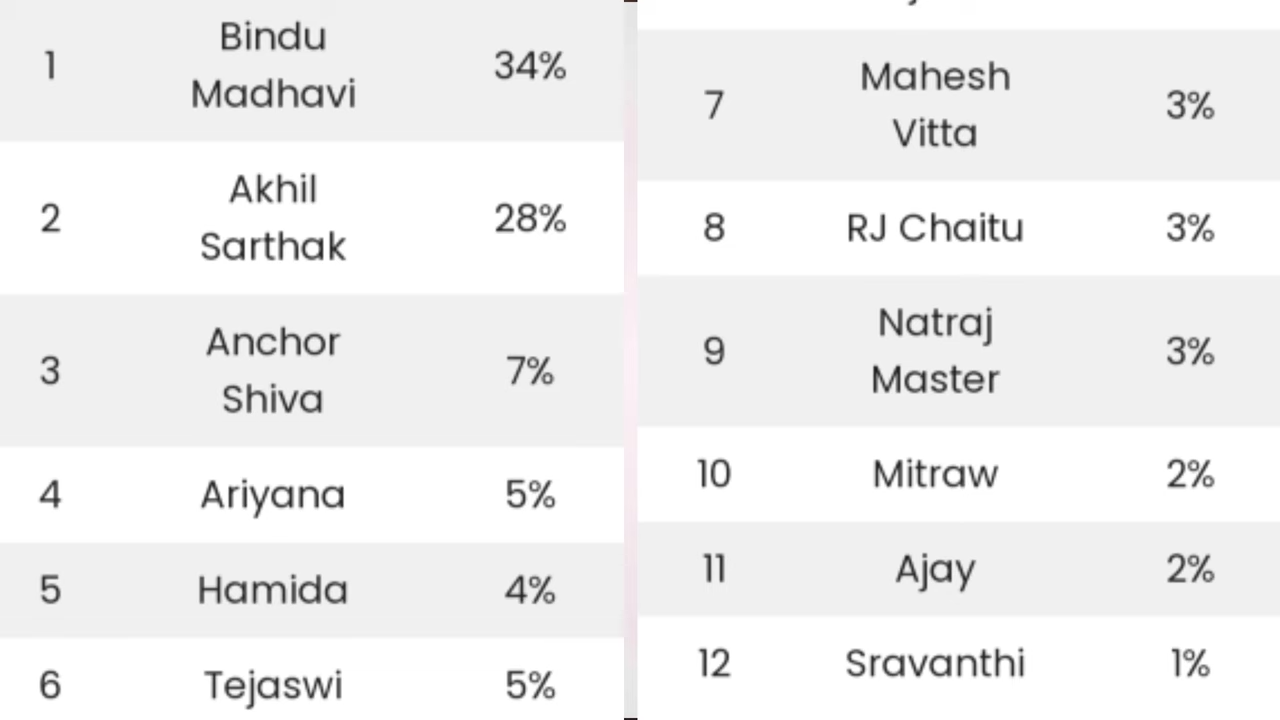 1 Bindu Madhavi 34%
2 Akhil Sarthak 28%
3 Anchor Shiva 7%
4 Ariyana 5%
5 Hamida 4%
6 Tejaswi 5%
7 Mahesh Vitta 3%
8 RJ Chaitu 3%
9 Natraj Master 3%
10 Mitraw 2%
11 Ajay 2%
12 Sravanthi 1%